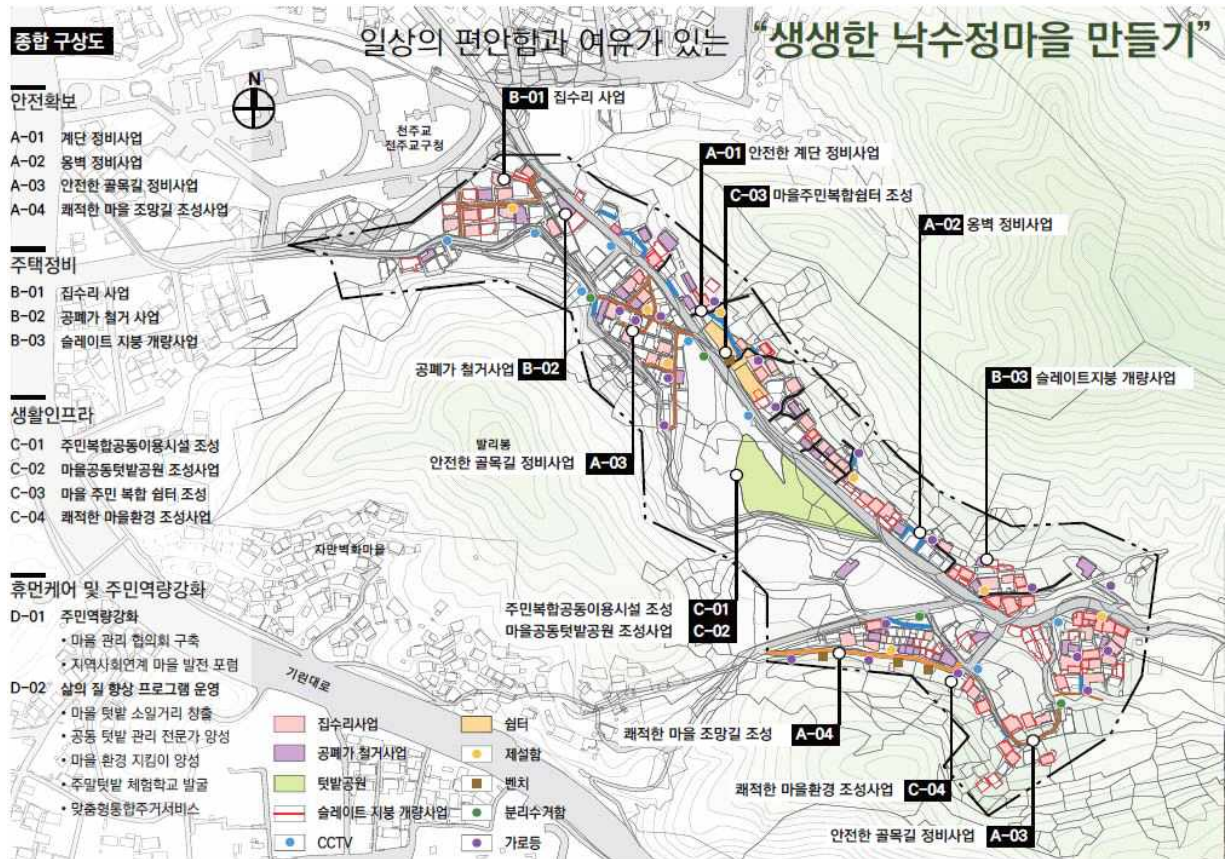 종합 구상도
일상의 편안함과 여유가 있는 “생생한 낙수정마을 만들기”
안전확보
A-01 계단 정비사업
A-02 옹벽 정비사업
A-03 안전한 골목길 정비사업
A-04 쾌적한 마을 조망길 조성사업
주택정비
B-01 집수리 사업
B-02 공폐가 철거 사업
B-03 슬레이트 지붕 개량사업
생활인프라
C-01 주민복합공동이용시설 조성
C-02 마을공동텃밭공원 조성사업
C-03 마을 주민 복합 쉼터 조성
C-04 쾌적한 마을환경 조성사업
휴먼케어 및 주민역량강화
D-01 주민역량강화
• 마을 관리 협의회 구축
• 지역사회연계 마을 발전 포럼
D-02 삶의 질 향상 프로그램 운영
• 마을 텃밭 소일거리 창출
• 공동 텃밭 관리 전문가 양성
• 마을 환경 지킴이 양성
• 주말텃밭 체험학교 발굴
• 맞춤형통합주거서비스
N
천주교
전주교구청
B-01 집수리 사업
A-01 안전한 계단 정비사업
C-03 마을주민복합쉼터 조성
A-02 옹벽 정비사업
공폐가 철거사업 B-02
B-03 슬레이트지붕 개량사업
발리봉
안전한 골목길 정비사업 A-03
자만벽화마을
주민복합공동이용시설 조성 C-01
마을공동텃밭공원 조성사업 C-02
기린대로
쾌적한 마을 조망길 조성 A-04
쾌적한 마을환경 조성사업 C-04
안전한 골목길 정비사업 A-03
집수리사업
공폐가 철거사업
텃밭공원
슬레이트 지붕 개량사업
CCTV
쉼터
제설함
벤치
분리수거함
가로등